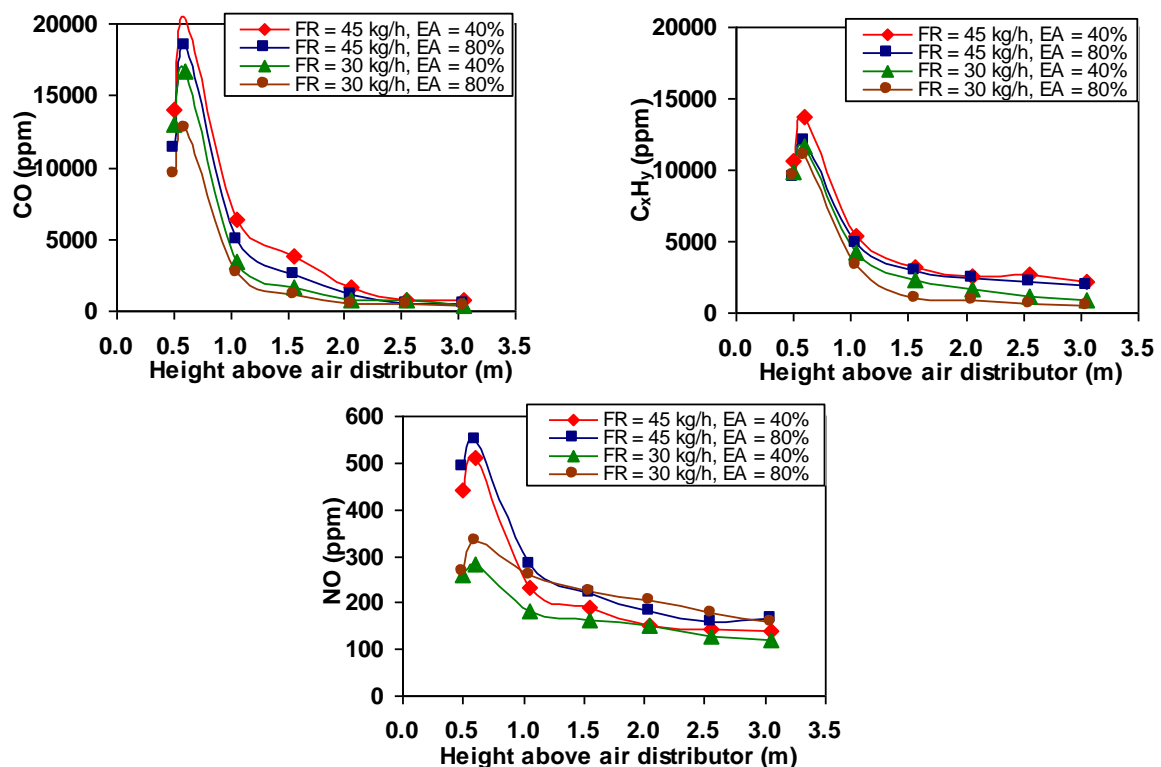 20000
15000
10000
5000
0
CO (ppm)
FR = 45 kg/h, EA = 40%
FR = 45 kg/h, EA = 80%
FR = 30 kg/h, EA = 40%
FR = 30 kg/h, EA = 80%
0.0 0.5 1.0 1.5 2.0 2.5 3.0 3.5
Height above air distributor (m)
20000
15000
10000
5000
0
CxHy (ppm)
FR = 45 kg/h, EA = 40%
FR = 45 kg/h, EA = 80%
FR = 30 kg/h, EA = 40%
FR = 30 kg/h, EA = 80%
0.0 0.5 1.0 1.5 2.0 2.5 3.0 3.5
Height above air distributor (m)
600
500
400
300
200
100
0
NO (ppm)
FR = 45 kg/h, EA = 40%
FR = 45 kg/h, EA = 80%
FR = 30 kg/h, EA = 40%
FR = 30 kg/h, EA = 80%
0.0 0.5 1.0 1.5 2.0 2.5 3.0 3.5
Height above air distributor (m)